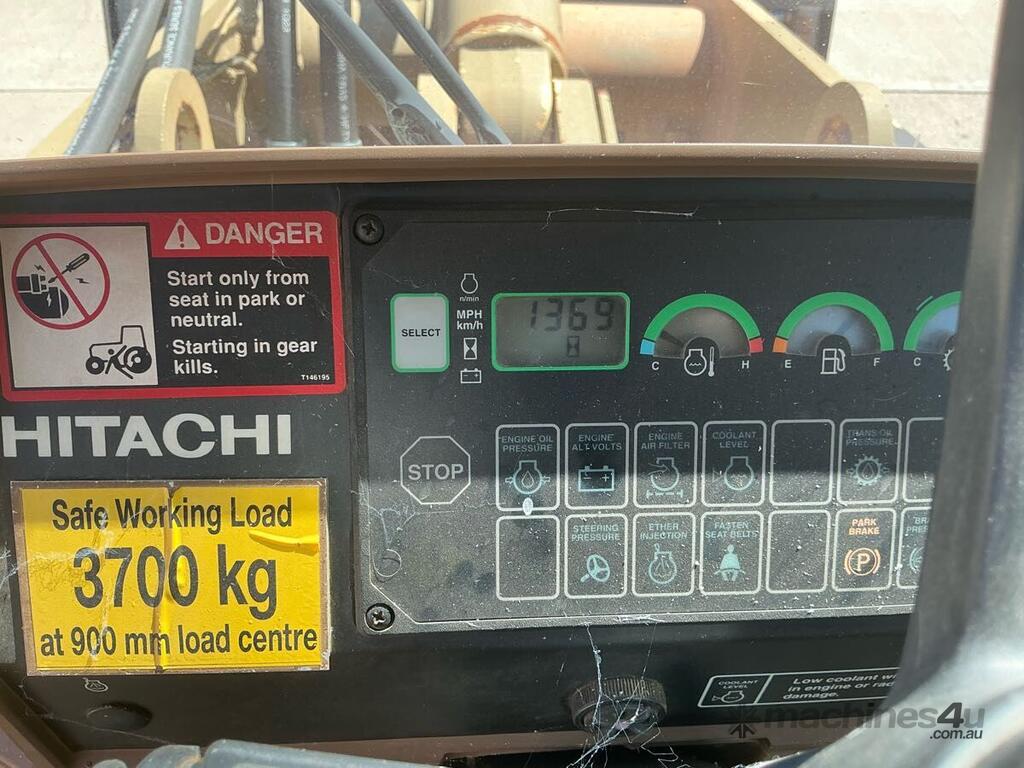 DANGER
Start only from
seat in park or
neutral.
Starting in gear
kills.
T146195
HITACHI
Safe Working Load
3700 kg
at 900 mm load centre
n/min
MPH
km/h
SELECT
1369
C H
E F
C
STOP
ENGINE OIL
PRESSURE
ENGINE
ALT VOLTS
ENGINE
AIR FILTER
COOLANT
LEVEL
TRANS OIL
PRESSURE
STEERING
PRESSURE
ETHER
INJECTION
FASTEN
SEAT BELTS
PARK
BRAKE
P
COOLANT
LEVEL
Low coolant
in engine or
damage.
machines4u
.com.au